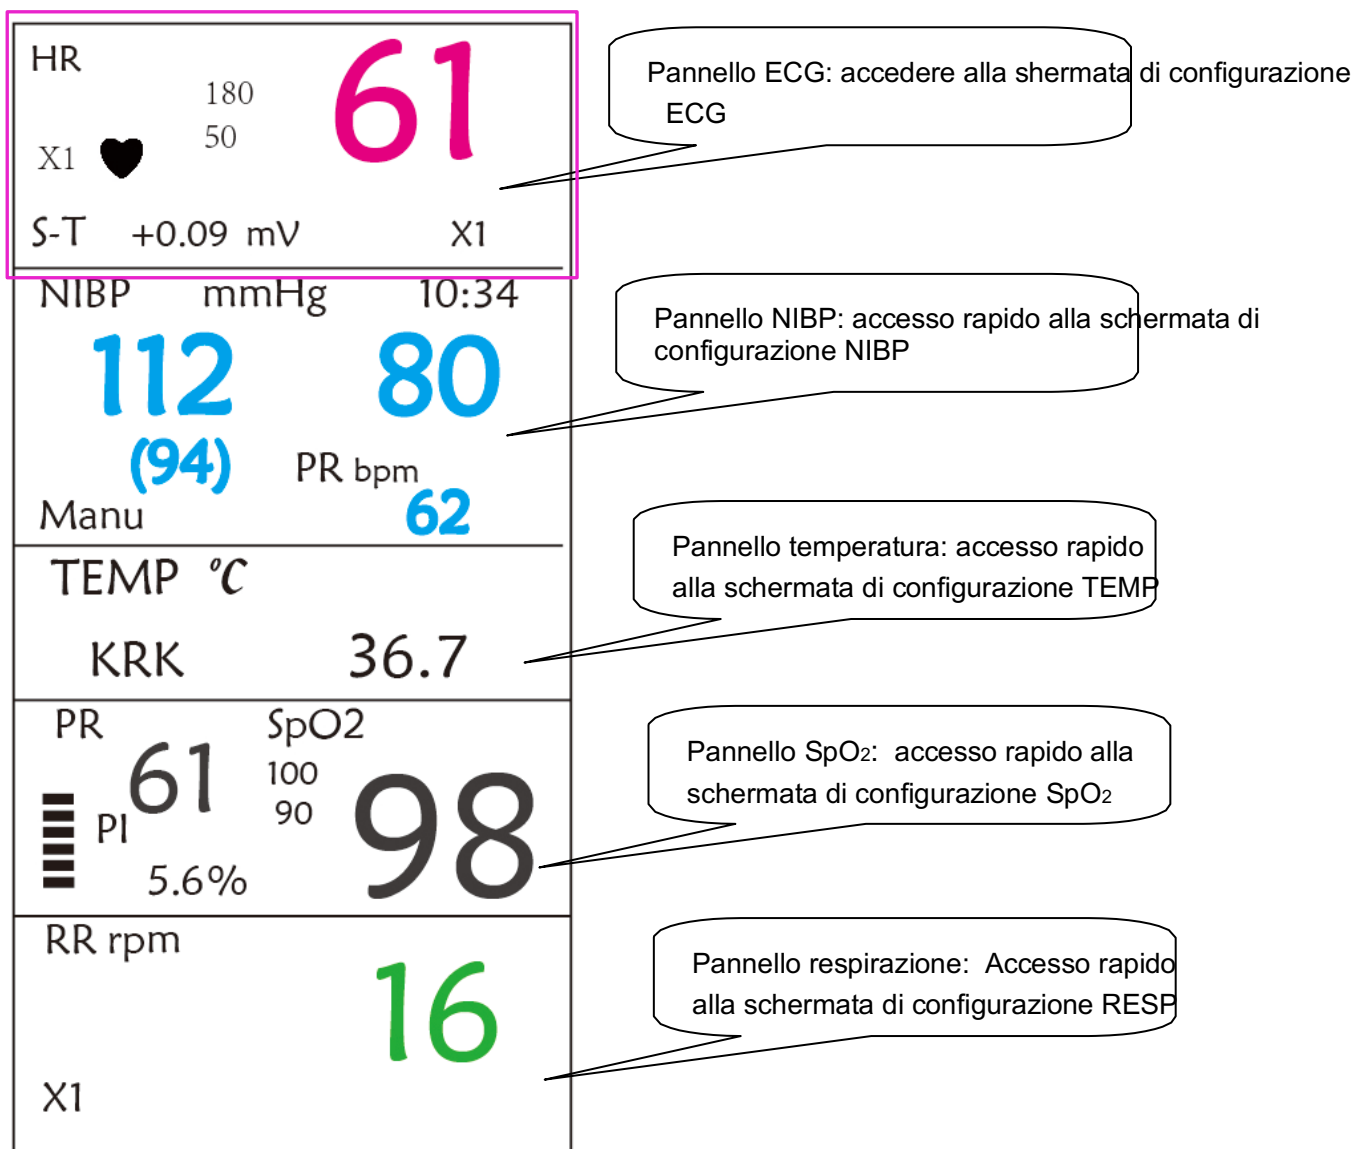 HR
180
61
50
X1
S-T +0.09 mV X1
Pannello ECG: accedere alla shermata di configurazione
ECG
NIBP mmHg 10:34
112 80
(94) PR bpm
Manu 62
Pannello NIBP: accesso rapido alla schermata di
configurazione NIBP
TEMP °C
KRK 36.7
Pannello temperatura: accesso rapido
alla schermata di configurazione TEMP
PR SpO2
61 100
PI 90 98
5.6%
Pannello SpO2: accesso rapido alla
schermata di configurazione SpO2
RR rpm
16
X1
Pannello respirazione: Accesso rapido
alla schermata di configurazione RESP